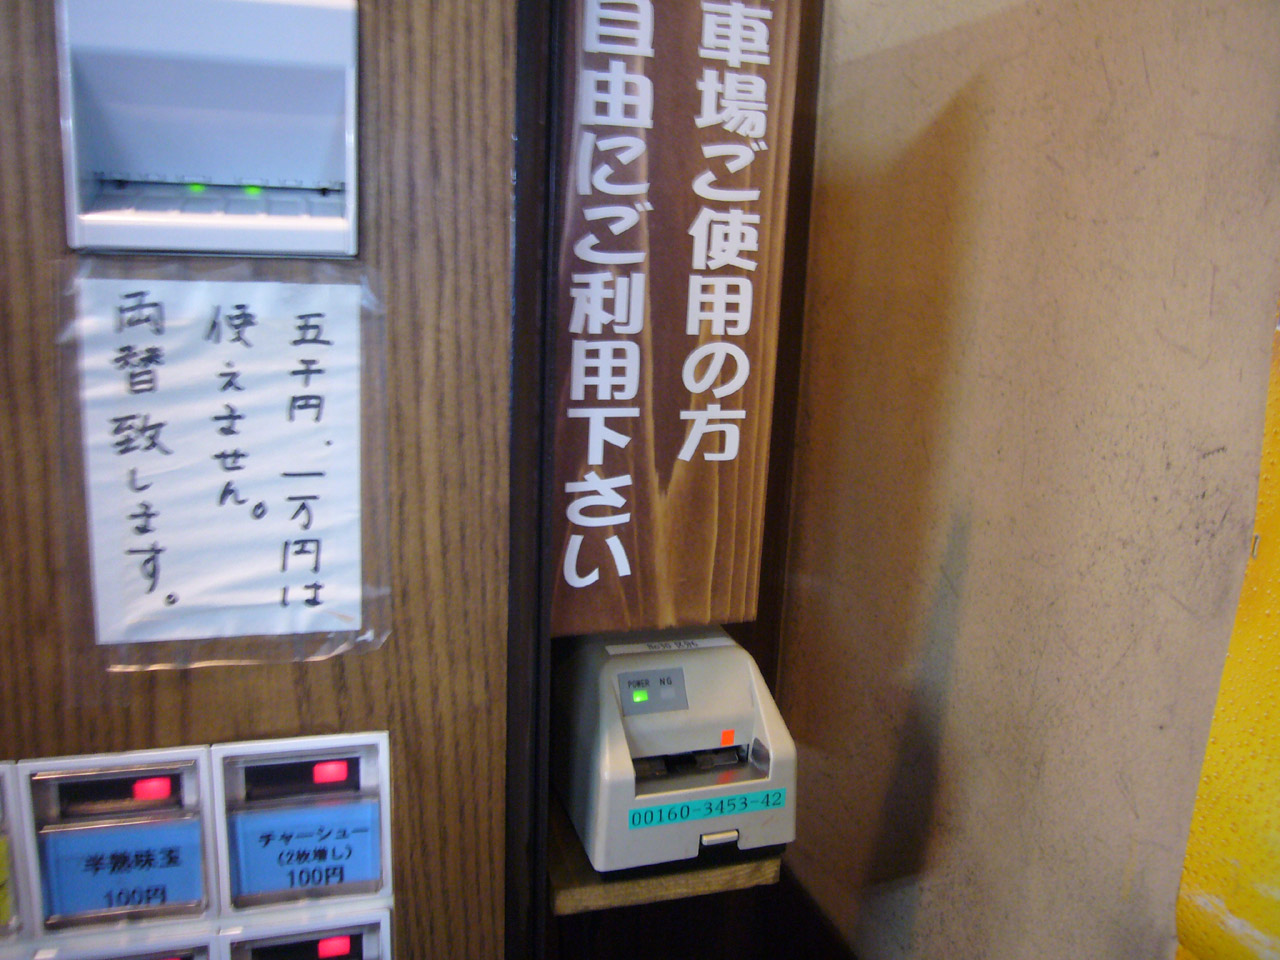 五千円、一万円は
使えません。
両替致します。
車場ご使用の方
自由にご利用下さい
POWER NG
00160-3453-42
半熟味玉
100円
チャーシュー
(2枚増し)
100円